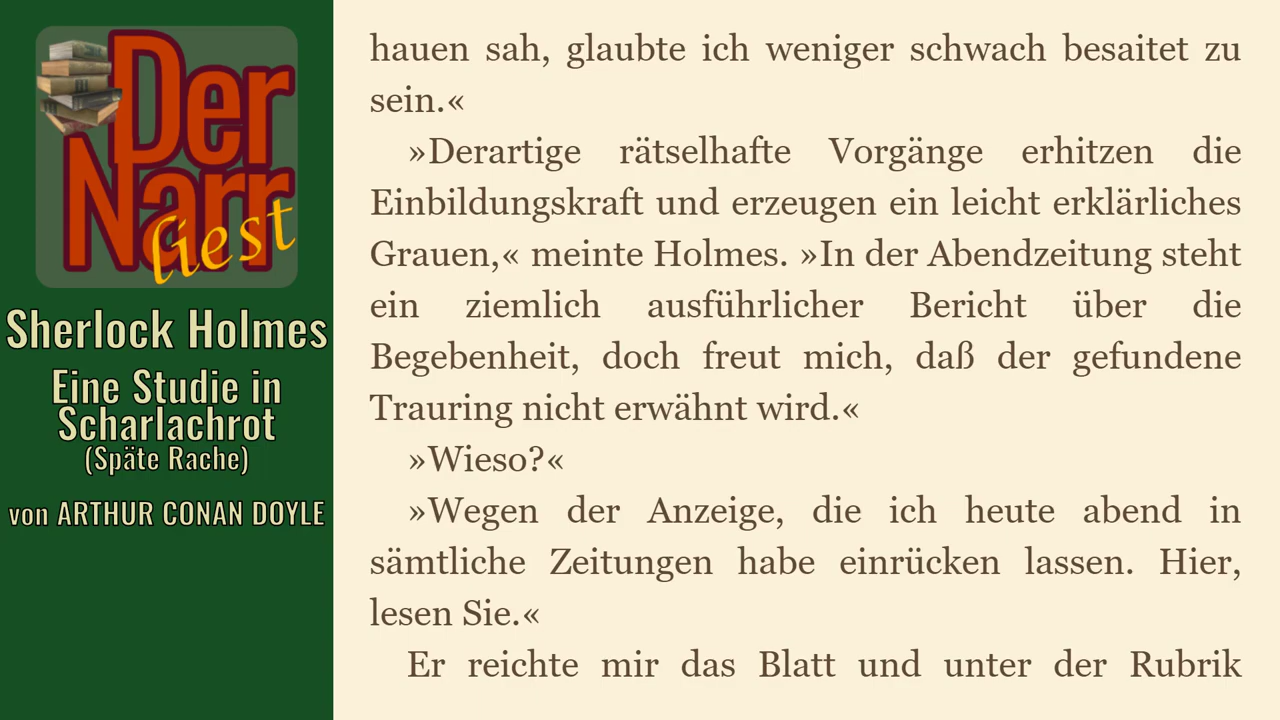 Der
Narr
liest
Sherlock Holmes
Eine Studie in
Scharlachrot
(Späte Rache)
von ARTHUR CONAN DOYLE
hauen sah, glaubte ich weniger schwach besaitet zu
sein.«
»Derartige rätselhafte Vorgänge erhitzen die
Einbildungskraft und erzeugen ein leicht erklärliches
Grauen,« meinte Holmes. »In der Abendzeitung steht
ein ziemlich ausführlicher Bericht über die
Begebenheit, doch freut mich, daß der gefundene
Trauring nicht erwähnt wird.«
»Wieso?«
»Wegen der Anzeige, die ich heute abend in
sämtliche Zeitungen habe einrücken lassen. Hier,
lesen Sie.«
Er reichte mir das Blatt und unter der Rubrik